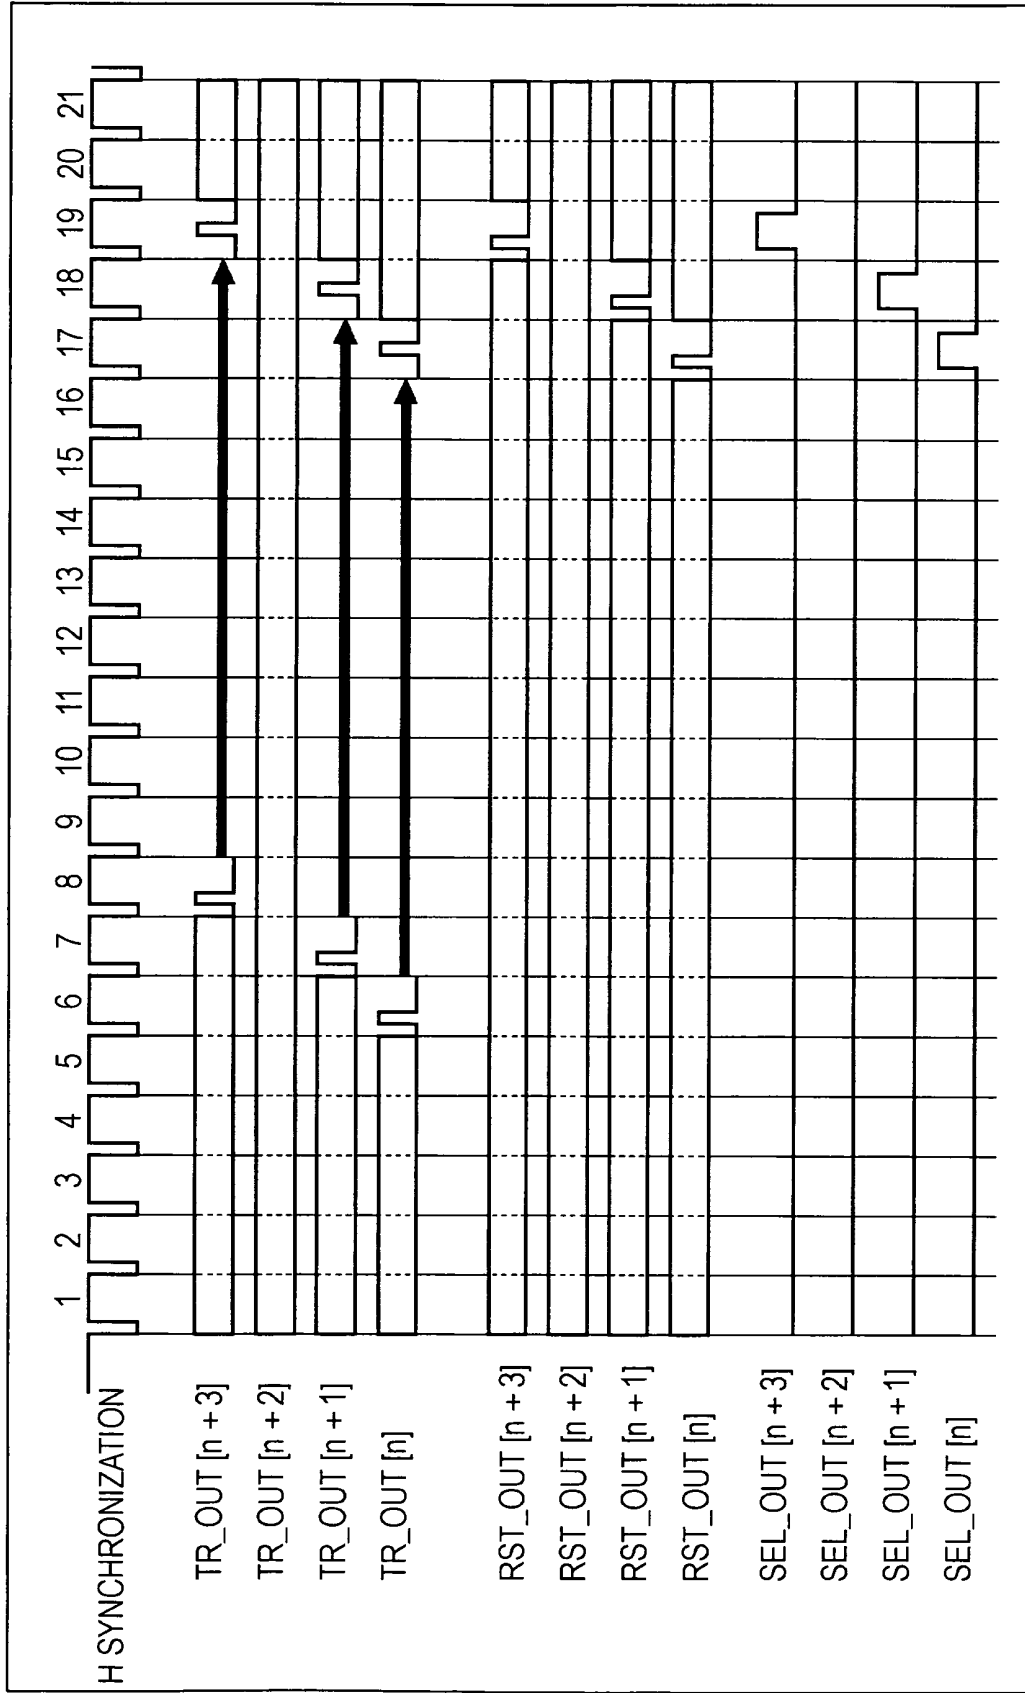 1 2 3 4 5 6 7 8 9 10 11 12 13 14 15 16 17 18 19 20 21
H SYNCHRONIZATION
TR_OUT [n + 3]
TR_OUT [n + 2]
TR_OUT [n + 1]
TR_OUT [n]
RST_OUT [n + 3]
RST_OUT [n + 2]
RST_OUT [n + 1]
RST_OUT [n]
SEL_OUT [n + 3]
SEL_OUT [n + 2]
SEL_OUT [n + 1]
SEL_OUT [n]